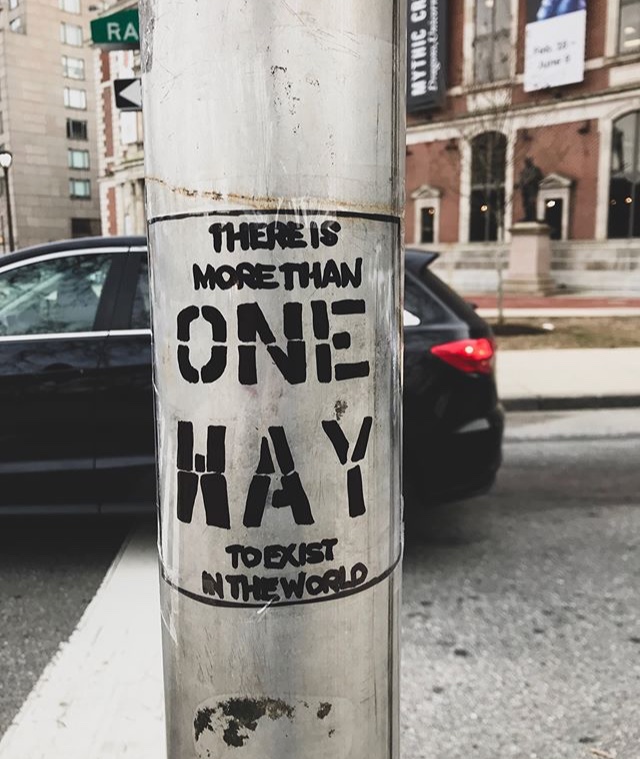 RA
MYTHIC CR
THERE IS
MORE THAN
ONE
WAY
TO EXIST
IN THE WORLD